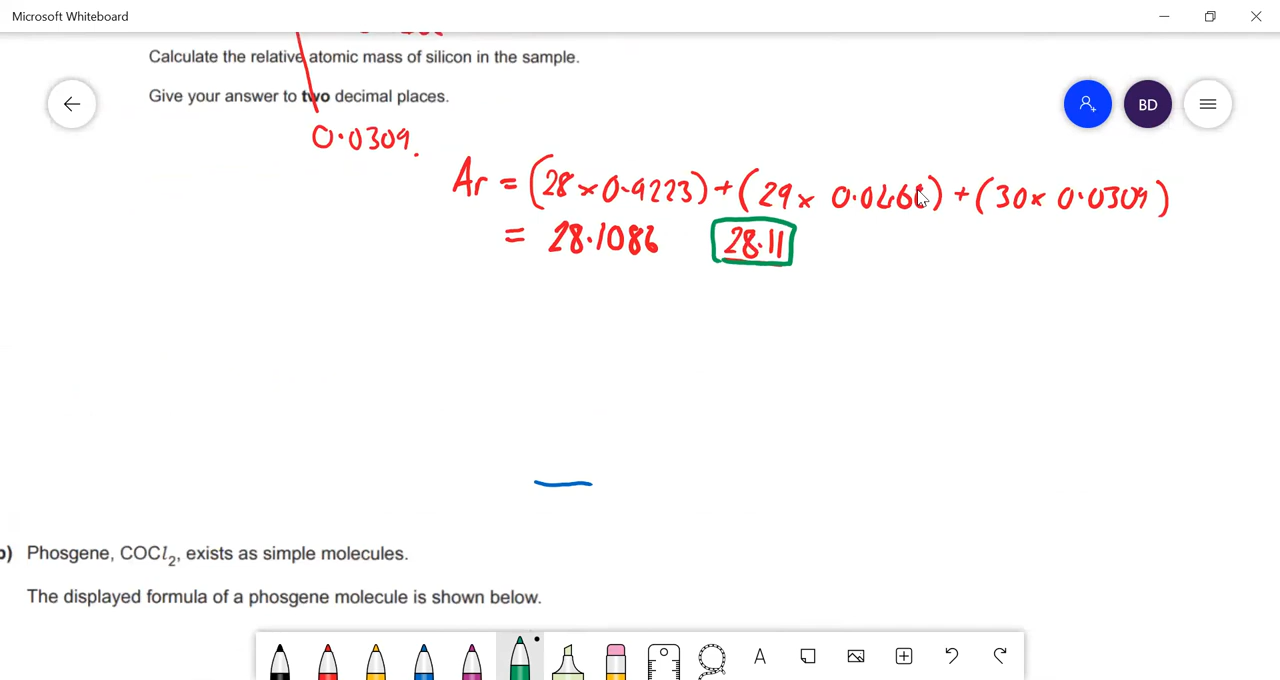 Microsoft Whiteboard
Calculate the relative atomic mass of silicon in the sample.
Give your answer to two decimal places.
BD
0.0309.
Ar = (28 × 0.9223) + (29 × 0.0468) + (30 × 0.0309)
= 28.1086 28.11
b) Phosgene, COCl₂, exists as simple molecules.
The displayed formula of a phosgene molecule is shown below.
A